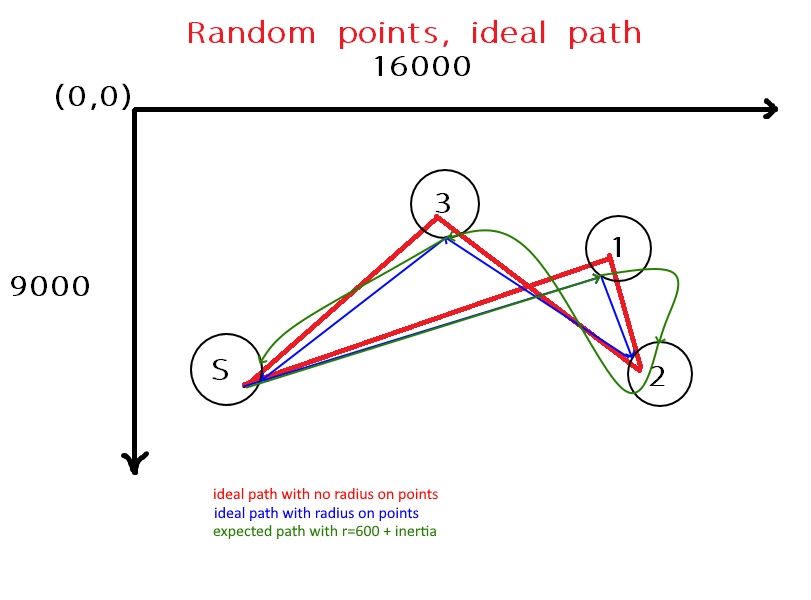 Random points, ideal path
16000
(0,0)
3
1
9000
S
2
ideal path with no radius on points
ideal path with radius on points
expected path with r=600 + inertia